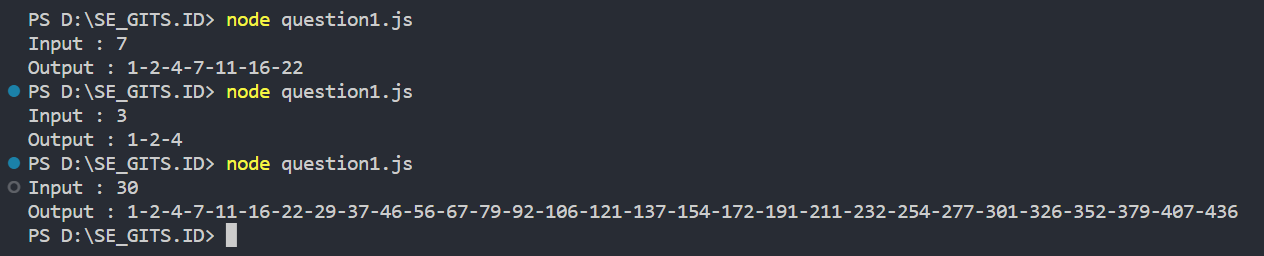 PS D:\SE_GITS.ID> node question1.js
Input : 7
Output : 1-2-4-7-11-16-22
PS D:\SE_GITS.ID> node question1.js
Input : 3
Output : 1-2-4
PS D:\SE_GITS.ID> node question1.js
Input : 30
Output : 1-2-4-7-11-16-22-29-37-46-56-67-79-92-106-121-137-154-172-191-211-232-254-277-301-326-352-379-407-436
PS D:\SE_GITS.ID>